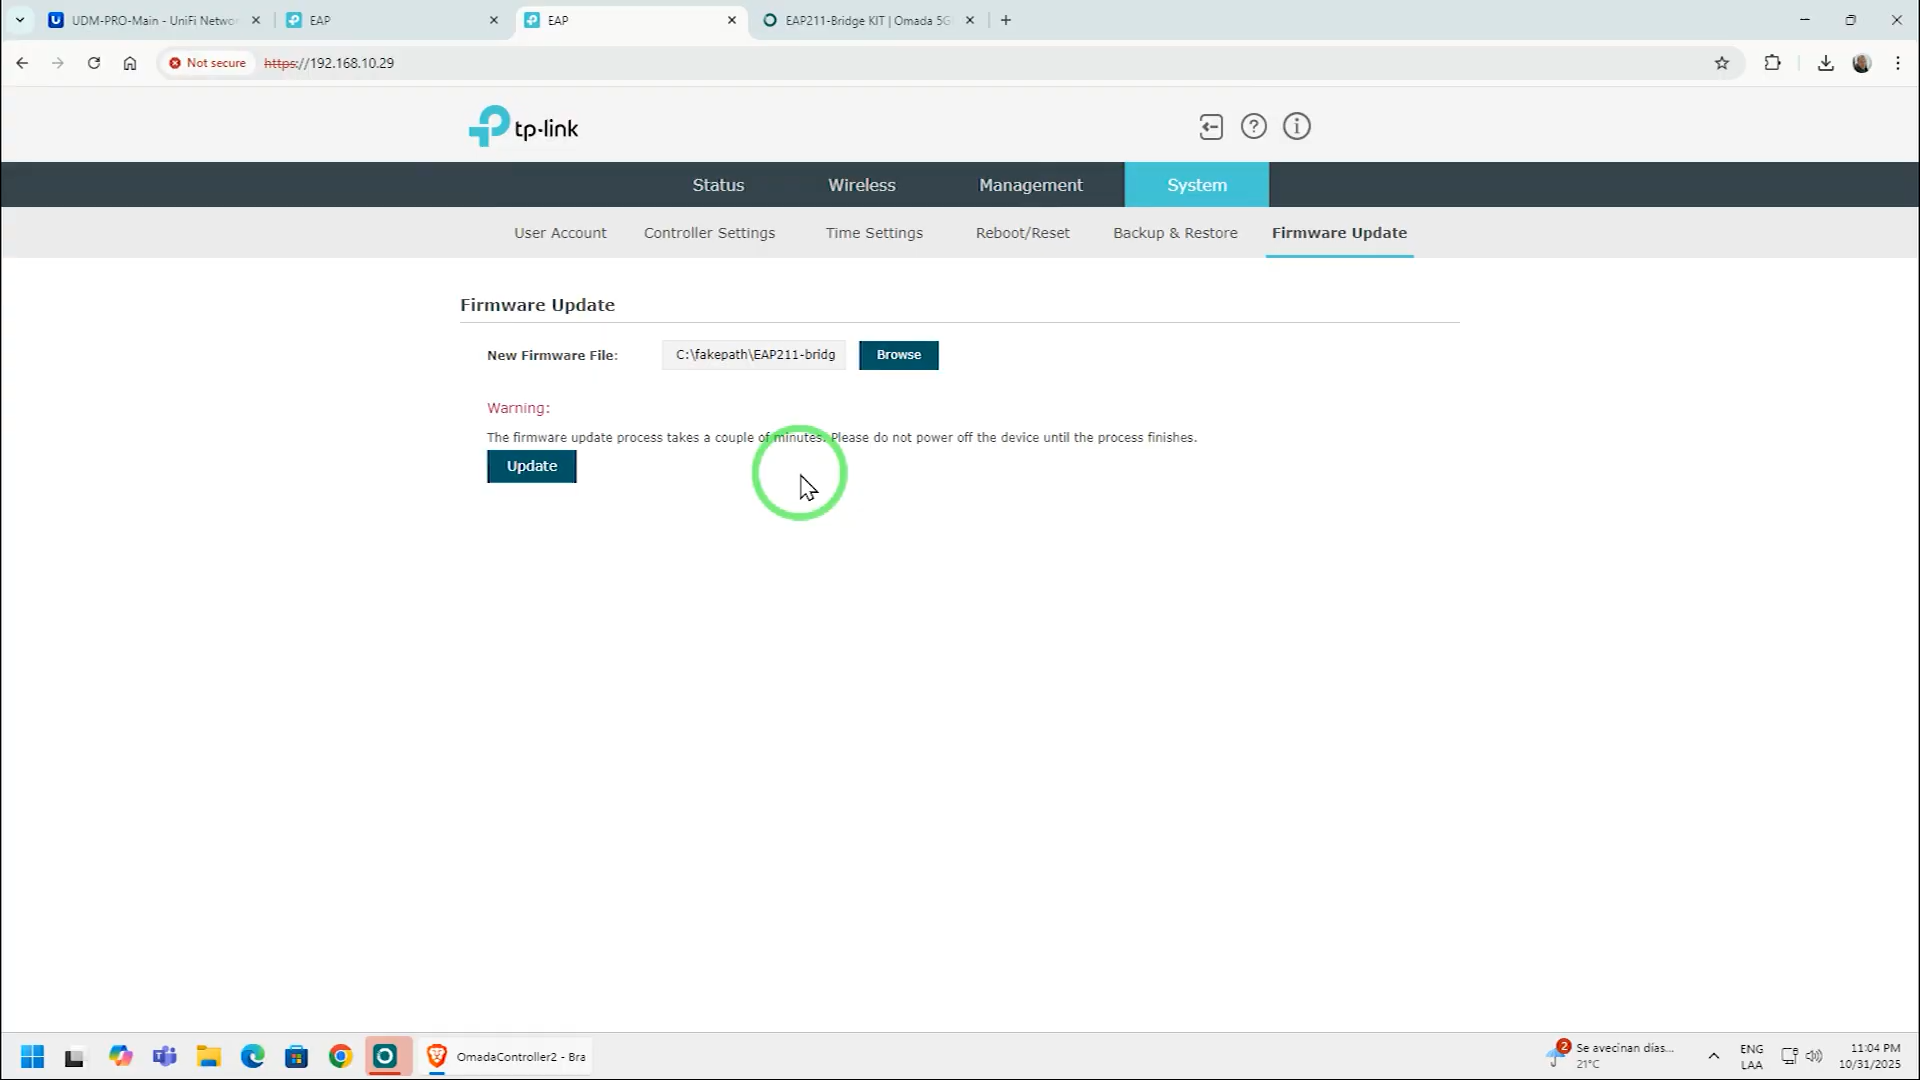 UDM-PRO-Main - UniFi Netwo
EAP
EAP
EAP211-Bridge KIT | Omada 5G
Not secure
https://192.168.10.29
tp-link
Status
Wireless
Management
System
User Account
Controller Settings
Time Settings
Reboot/Reset
Backup & Restore
Firmware Update
Firmware Update
New Firmware File:
C:\fakepath\EAP211-bridg
Browse
Warning:
The firmware update process takes a couple of minutes. Please do not power off the device until the process finishes.
Update
OmadaController2 - Bra
2
Se avecinan días...
21°C
ENG
LAA
11:04 PM
10/31/2025